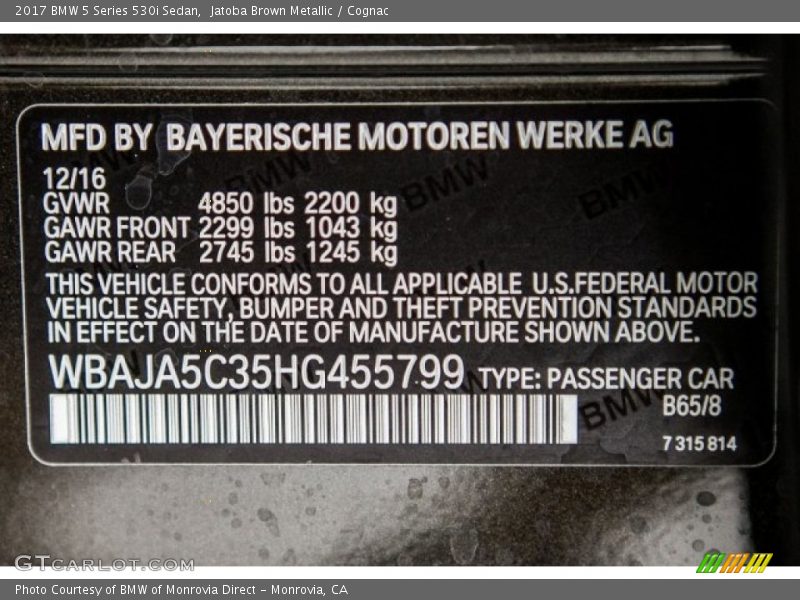 2017 BMW 5 Series 530i Sedan, Jatoba Brown Metallic / Cognac
MFD BY BAYERISCHE MOTOREN WERKE AG
12/16
GVWR 4850 lbs 2200 kg
GAWR FRONT 2299 lbs 1043 kg
GAWR REAR 2745 lbs 1245 kg
THIS VEHICLE CONFORMS TO ALL APPLICABLE U.S.FEDERAL MOTOR
VEHICLE SAFETY, BUMPER AND THEFT PREVENTION STANDARDS
IN EFFECT ON THE DATE OF MANUFACTURE SHOWN ABOVE.
WBAJA5C35HG455799 TYPE: PASSENGER CAR
B65/8
7 315 814
GTCARLOT.COM
Photo Courtesy of BMW of Monrovia Direct - Monrovia, CA